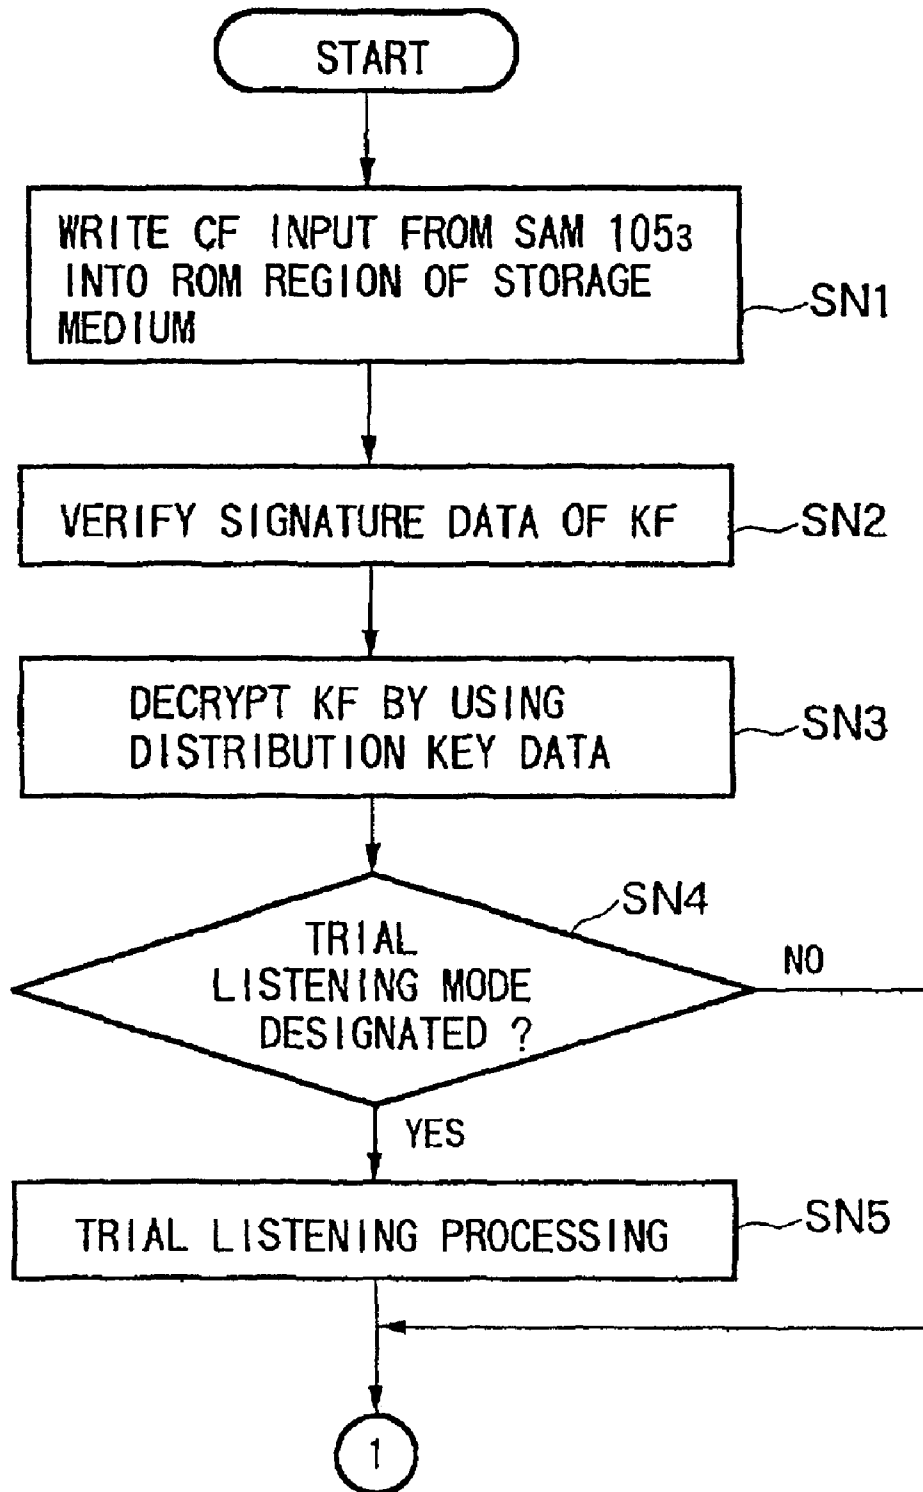 START
WRITE CF INPUT FROM SAM 105₃
INTO ROM REGION OF STORAGE
MEDIUM
SN1
VERIFY SIGNATURE DATA OF KF
SN2
DECRYPT KF BY USING
DISTRIBUTION KEY DATA
SN3
SN4
TRIAL
LISTENING MODE
DESIGNATED ?
NO
YES
TRIAL LISTENING PROCESSING
SN5
1